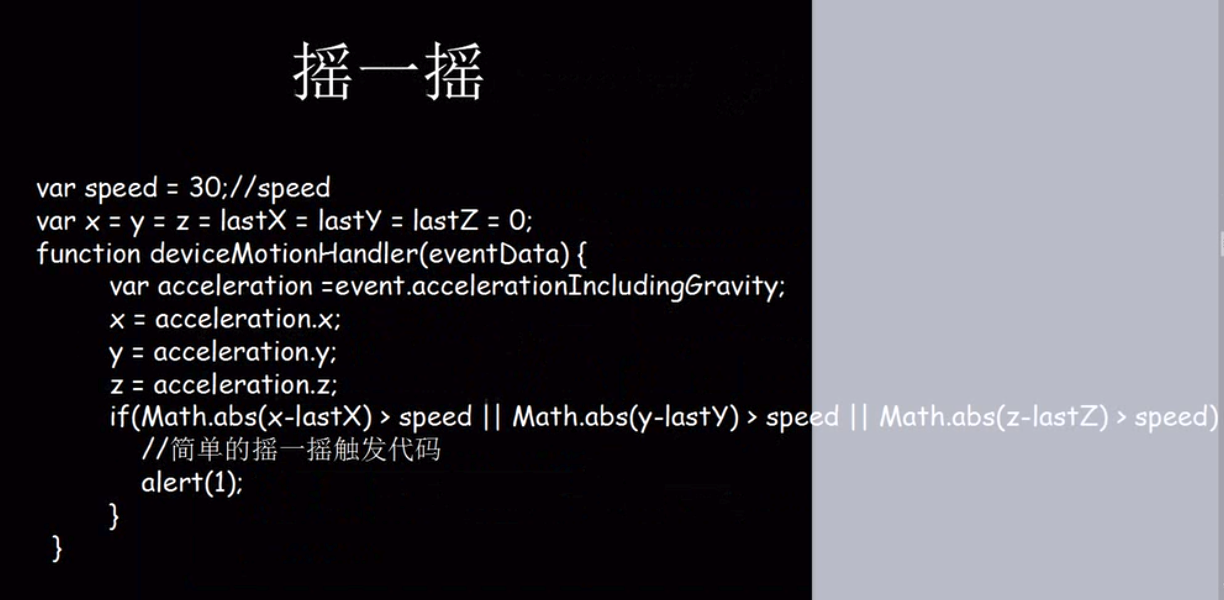 摇一摇
var speed = 30;//speed
var x = y = z = lastX = lastY = lastZ = 0;
function deviceMotionHandler(eventData) {
var acceleration =event.accelerationIncludingGravity;
x = acceleration.x;
y = acceleration.y;
z = acceleration.z;
if(Math.abs(x-lastX) > speed || Math.abs(y-lastY) > speed || Math.abs(z-lastZ) > speed)
//简单的摇一摇触发代码
alert(1);
}
}